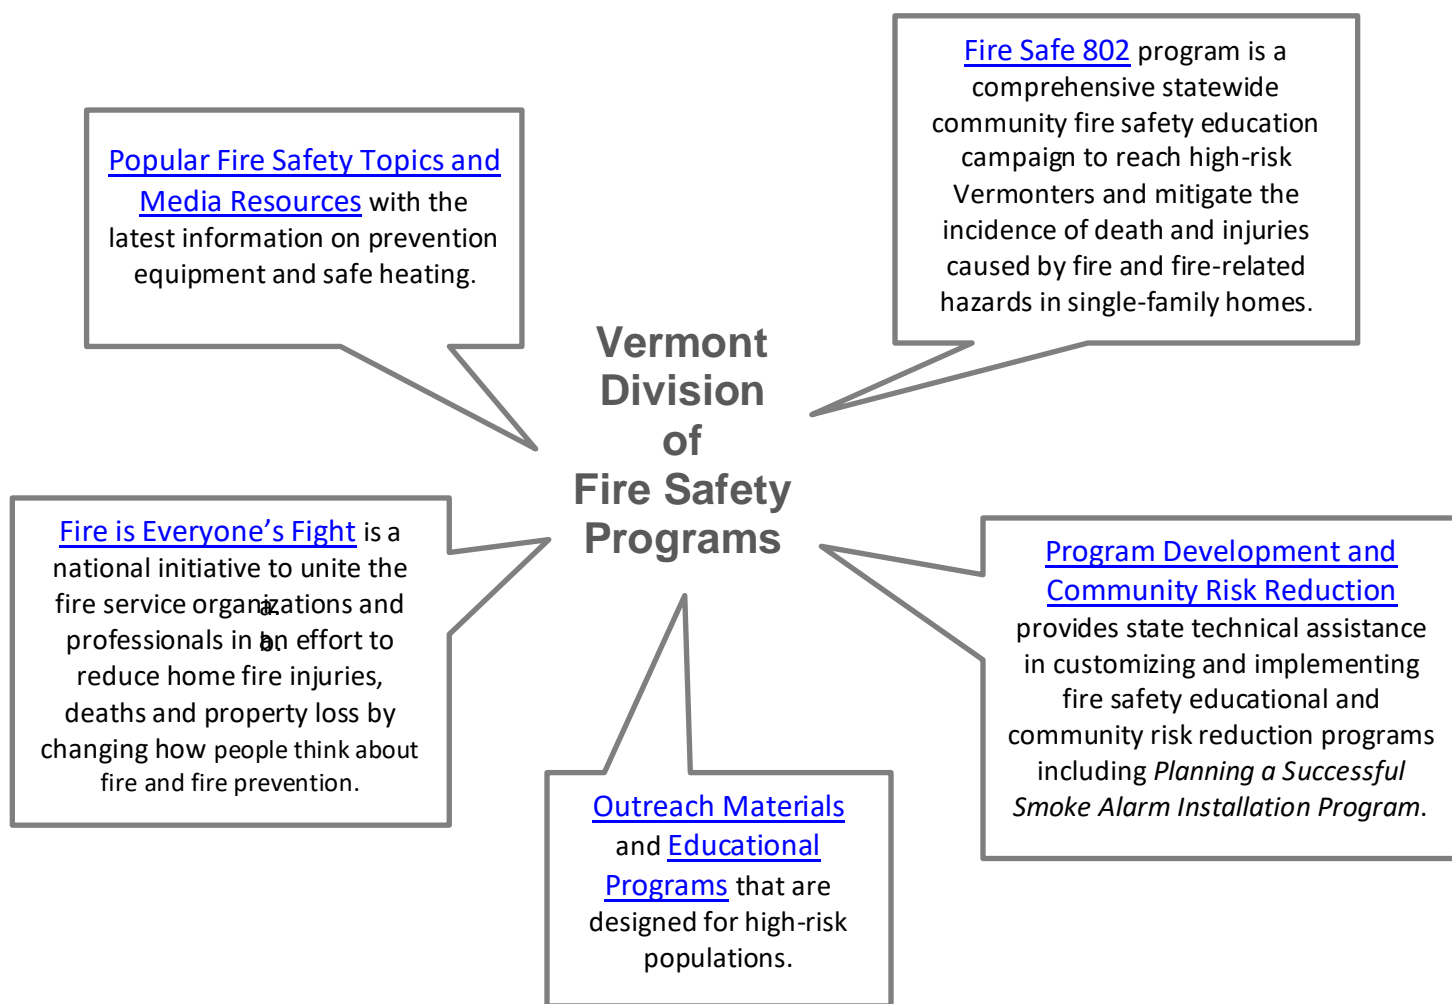 Fire Safe 802 program is a
comprehensive statewide
community fire safety education
campaign to reach high-risk
Vermonters and mitigate the
incidence of death and injuries
caused by fire and fire-related
hazards in single-family homes.
Popular Fire Safety Topics and
Media Resources with the
latest information on prevention
equipment and safe heating.
Vermont
Division
of
Fire Safety
Programs
Fire is Everyone’s Fight is a
national initiative to unite the
fire service organizations and
professionals in an effort to
reduce home fire injuries,
deaths and property loss by
changing how people think about
fire and fire prevention.
a.
b.
Program Development and
Community Risk Reduction
provides state technical assistance
in customizing and implementing
fire safety educational and
community risk reduction programs
including Planning a Successful
Smoke Alarm Installation Program.
Outreach Materials
and Educational
Programs that are
designed for high-risk
populations.